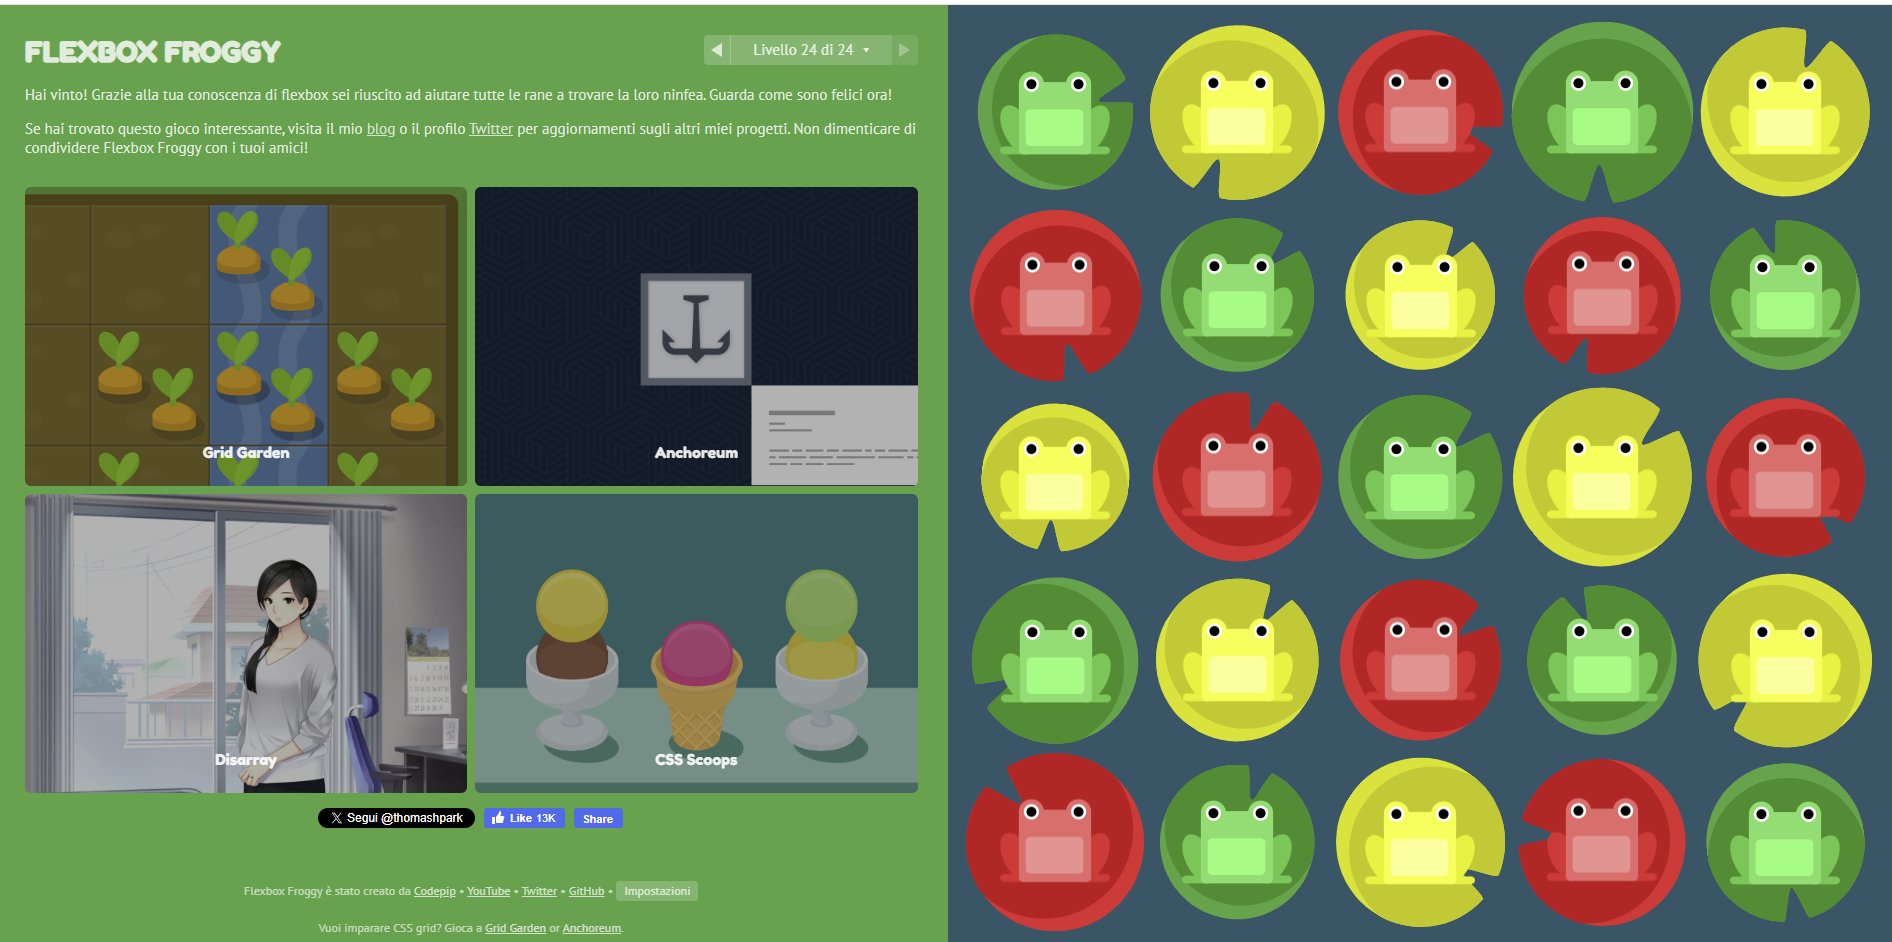 FLEXBOX FROGGY
Livello 24 di 24
Hai vinto! Grazie alla tua conoscenza di flexbox sei riuscito ad aiutare tutte le rane a trovare la loro ninfea. Guarda come sono felici ora!
Se hai trovato questo gioco interessante, visita il mio blog o il profilo Twitter per aggiornamenti sugli altri miei progetti. Non dimenticare di
condividere Flexbox Froggy con i tuoi amici!
Grid Garden
Anchoreum
Disarray
CSS Scoops
Segui @thomashpark
Like 13K
Share
Flexbox Froggy è stato creato da Codepip • YouTube • Twitter • GitHub • Impostazioni
Vuoi imparare CSS grid? Gioca a Grid Garden or Anchoreum.